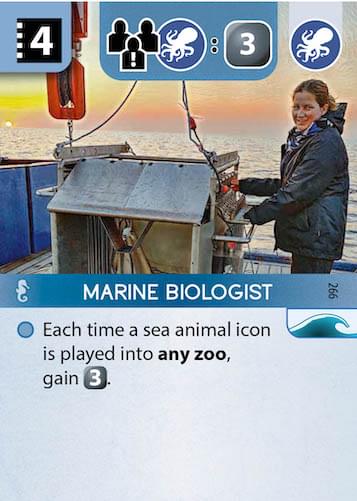 4
! : 3
MARINE BIOLOGIST
266
Each time a sea animal icon
is played into any zoo,
gain 3.